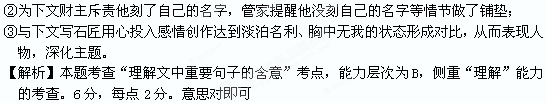 ②为下文财主斥责他刻了自己的名字，管家提醒他没刻自己的名字等情节做了铺垫；
③与下文写石匠用心投入感情创作达到淡泊名利、胸中无我的状态形成对比，从而表现人
物，深化主题。
【解析】本题考查“理解文中重要句子的含意”考点，能力层次为B，侧重“理解”能力
的考查。6分，每点2分。意思对即可